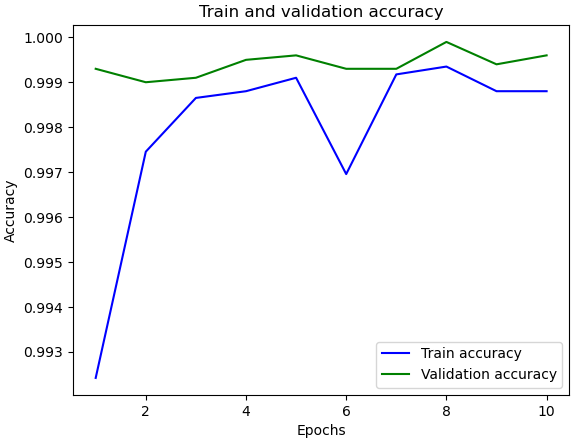 Train and validation accuracy
1.000
0.999
0.998
0.997
0.996
0.995
0.994
0.993
Accuracy
2
4
6
8
10
Epochs
Train accuracy
Validation accuracy